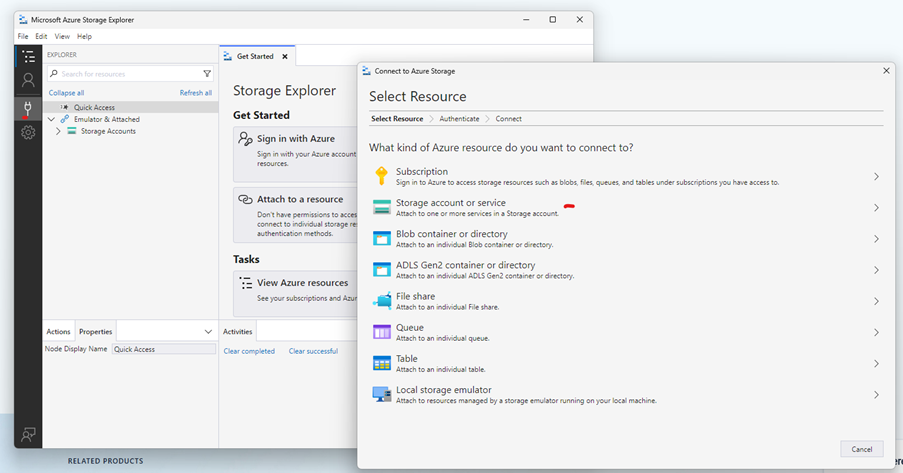 Microsoft Azure Storage Explorer
File Edit View Help
EXPLORER
Search for resources
Collapse all Refresh all
Quick Access
Emulator & Attached
Storage Accounts
Actions Properties
Node Display Name Quick Access
Get Started
Storage Explorer
Get Started
Sign in with Azure
Sign in with your Azure account
resources.
Attach to a resource
Don't have permissions to acces
connect to individual storage res
authentication methods.
Tasks
View Azure resources
See your subscriptions and Azur
Activities
Clear completed Clear successful
Connect to Azure Storage
Select Resource
Select Resource Authenticate Connect
What kind of Azure resource do you want to connect to?
Subscription
Sign in to Azure to access storage resources such as blobs, files, queues, and tables under subscriptions you have access to.
Storage account or service
Attach to one or more services in a Storage account.
Blob container or directory
Attach to an individual Blob container or directory.
ADLS Gen2 container or directory
Attach to an individual ADLS Gen2 container or directory.
File share
Attach to an individual File share.
Queue
Attach to an individual queue.
Table
Attach to an individual table.
Local storage emulator
Attach to resources managed by a storage emulator running on your local machine.
Cancel
RELATED PRODUCTS